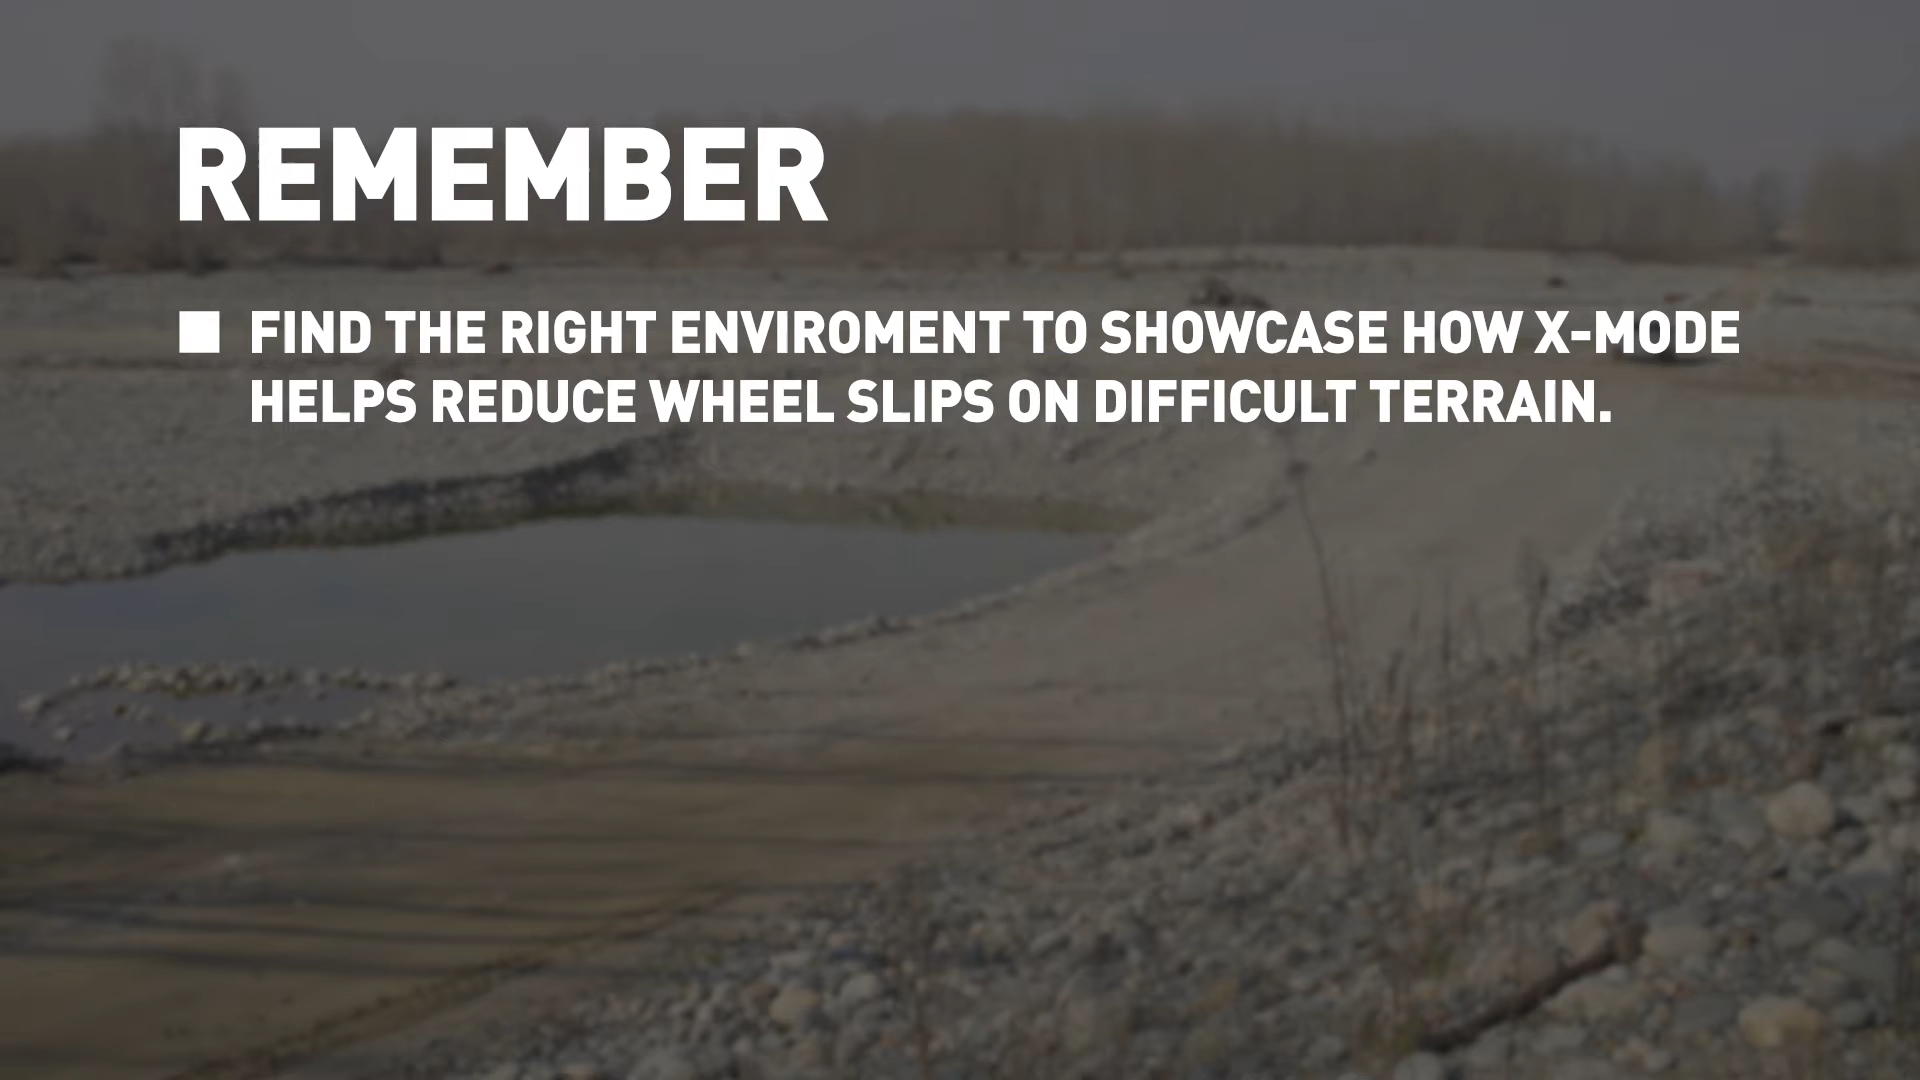 REMEMBER
■ FIND THE RIGHT ENVIROMENT TO SHOWCASE HOW X-MODE
HELPS REDUCE WHEEL SLIPS ON DIFFICULT TERRAIN.